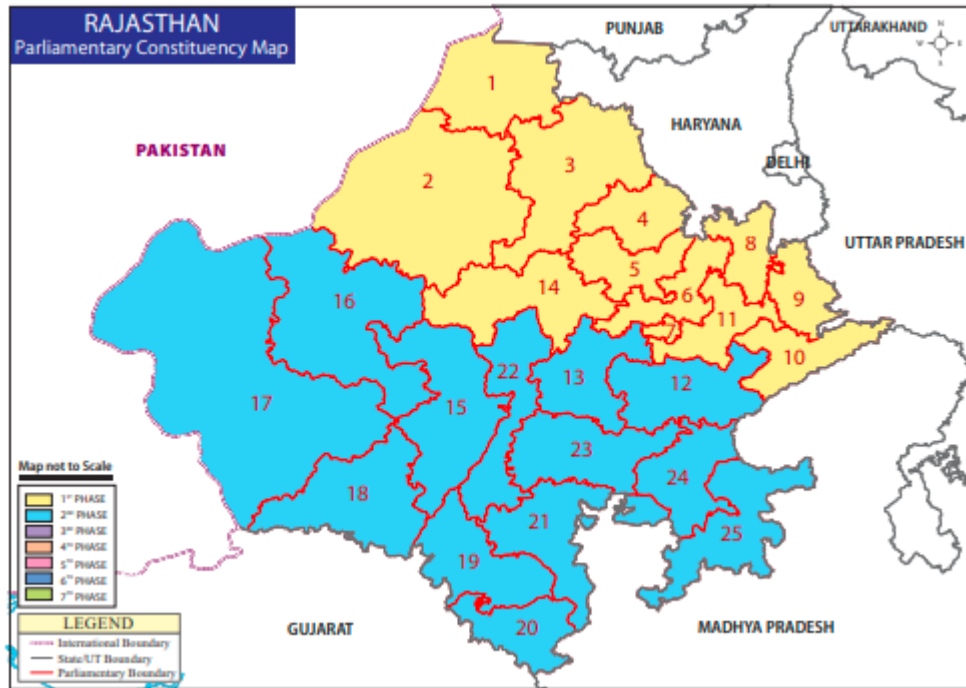 RAJASTHAN
Parliamentary Constituency Map
PUNJAB
UTTARAKHAND
N
W E
S
1
HARYANA
PAKISTAN
DELHI
2
3
4
UTTAR PRADESH
8
5
16
14
6
9
11
7
10
22
13
12
17
15
23
24
18
21
25
19
20
Map not to Scale
1ST PHASE
2ND PHASE
3RD PHASE
4TH PHASE
5TH PHASE
6TH PHASE
7TH PHASE
LEGEND
International Boundary
State/UT Boundary
Parliamentary Boundary
GUJARAT
MADHYA PRADESH